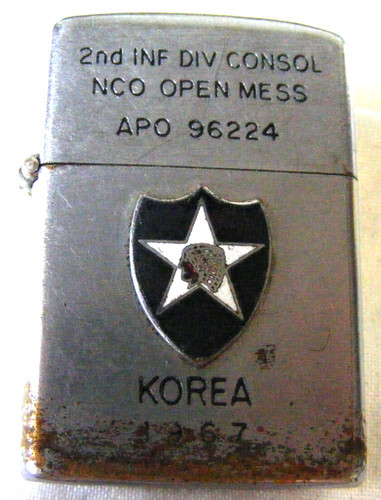 2nd INF DIV CONSOL
NCO OPEN MESS
APO 96224
KOREA
1967